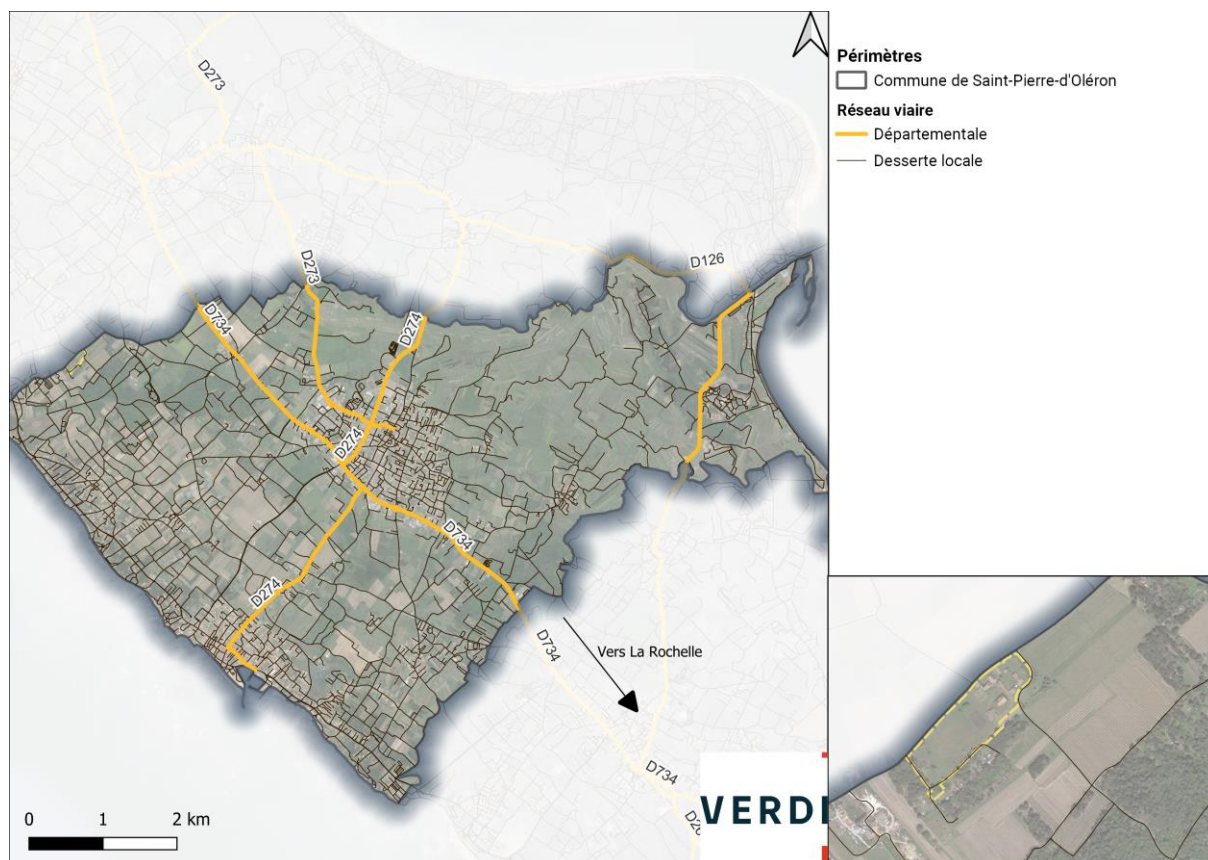 D273
Périmètres
Commune de Saint-Pierre-d'Oléron
Réseau viaire
Départementale
Desserte locale
D126
D273
D734
D274
D274
D734
D274
D734
Vers La Rochelle
D734
0 1 2 km
VERDI